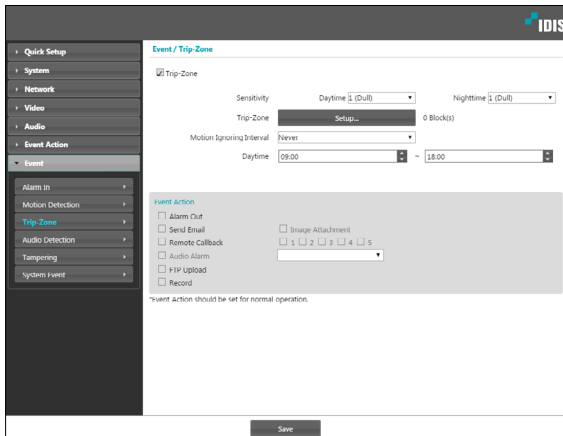 IDIS
Quick Setup
System
Network
Video
Audio
Event Action
Event
Alarm In
Motion Detection
Trip-Zone
Audio Detection
Tampering
System Event
Event / Trip-Zone
Trip-Zone
Sensitivity Daytime 1 (Dull) Nighttime 1 (Dull)
Trip-Zone Setup... 0 Block(s)
Motion Ignoring Interval Never
Daytime 09:00 ~ 18:00
Event Action
Alarm Out
Send Email Image Attachment
Remote Callback 1 2 3 4 5
Audio Alarm
FTP Upload
Record
*Event Action should be set for normal operation.
Save